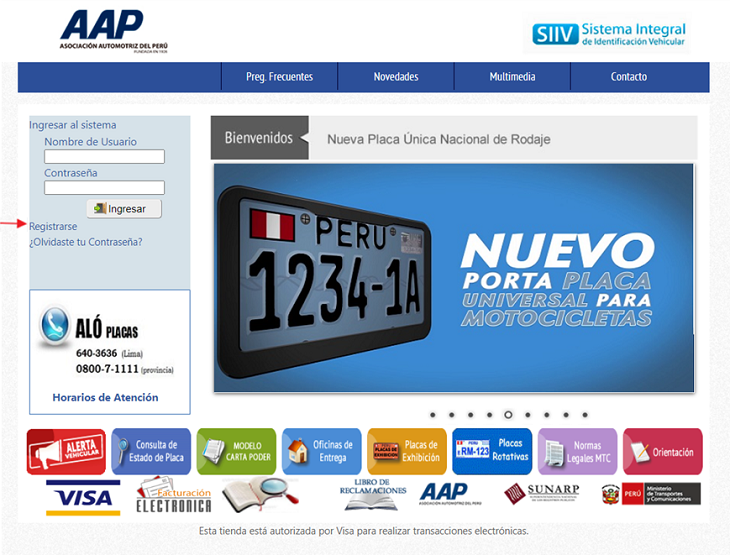 AAP
ASOCIACIÓN AUTOMOTRIZ DEL PERÚ
FUNDADA EN 1926
SIIV Sistema Integral
de Identificación Vehicular
Preg. Frecuentes
Novedades
Multimedia
Contacto
Ingresar al sistema
Nombre de Usuario
Contraseña
Ingresar
Registrarse
¿Olvidaste tu Contraseña?
Bienvenidos
Nueva Placa Única Nacional de Rodaje
PERU
1234-1A
NUEVO
PORTA PLACA
UNIVERSAL PARA
MOTOCICLETAS
ALÓ PLACAS
640-3636 (Lima)
0800-7-1111 (provincia)
Horarios de Atención
ALERTA
VEHICULAR
Consulta de
Estado de Placa
MODELO
CARTA PODER
Oficinas de
Entrega
PLACAS DE
EXHIBICIÓN
Placas de
Exhibición
RM-123
Placas
Rotativas
Normas
Legales MTC
Orientación
VISA
Facturación
ELECTRÓNICA
LIBRO DE
RECLAMACIONES
AAP
ASOCIACIÓN AUTOMOTRIZ DEL PERÚ
SUNARP
PERÚ
Ministerio
de Transportes
y Comunicaciones
Esta tienda está autorizada por Visa para realizar transacciones electrónicas.